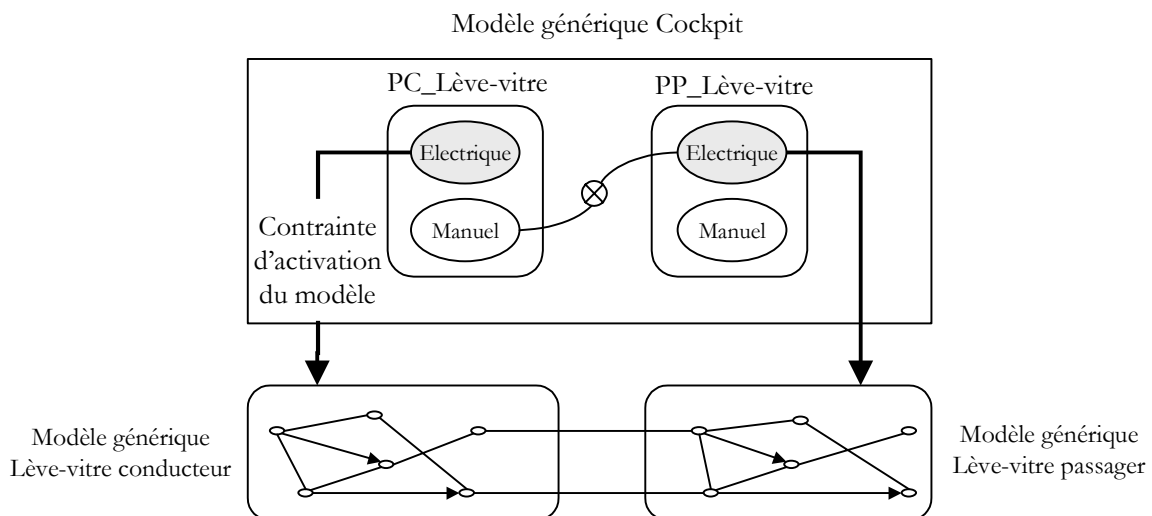 Modèle générique Cockpit
PC_Lève-vitre
PP_Lève-vitre
Electrique
Electrique
Manuel
Manuel
Contrainte
d'activation
du modèle
Modèle générique
Lève-vitre conducteur
Modèle générique
Lève-vitre passager